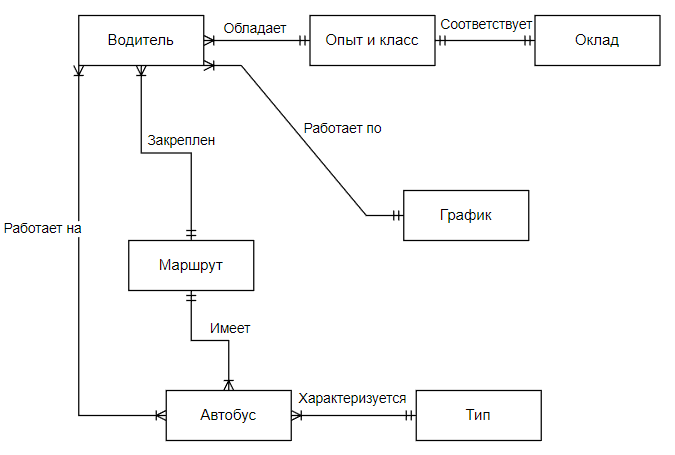 Водитель
Обладает
Опыт и класс
Соответствует
Оклад
Закреплен
Работает по
График
Работает на
Маршрут
Имеет
Автобус
Характеризуется
Тип